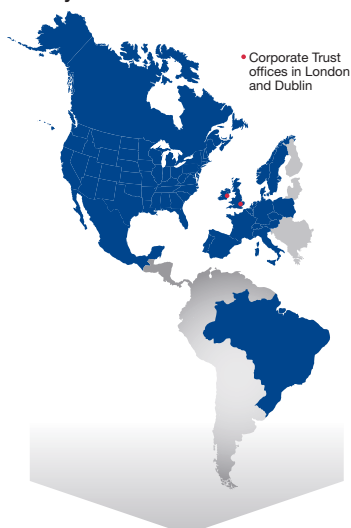 • Corporate Trust
offices in London
and Dublin